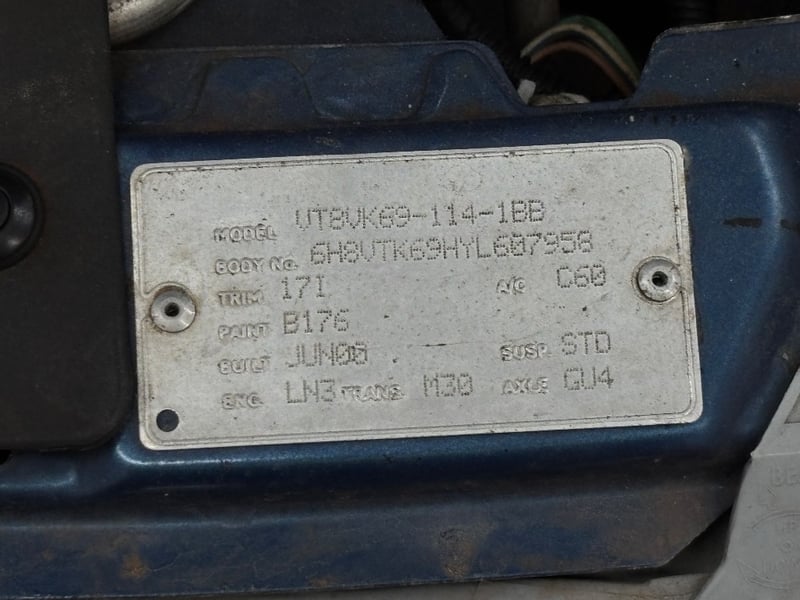 MODEL VT8VK69-114-1BB
BODY No. 6H8VTK69HYL607958
TRIM 17I A/C C60
PAINT B176
BUILT JUN00 SUSP. STD
ENG. LN3 TRANS. M30 AXLE GU4